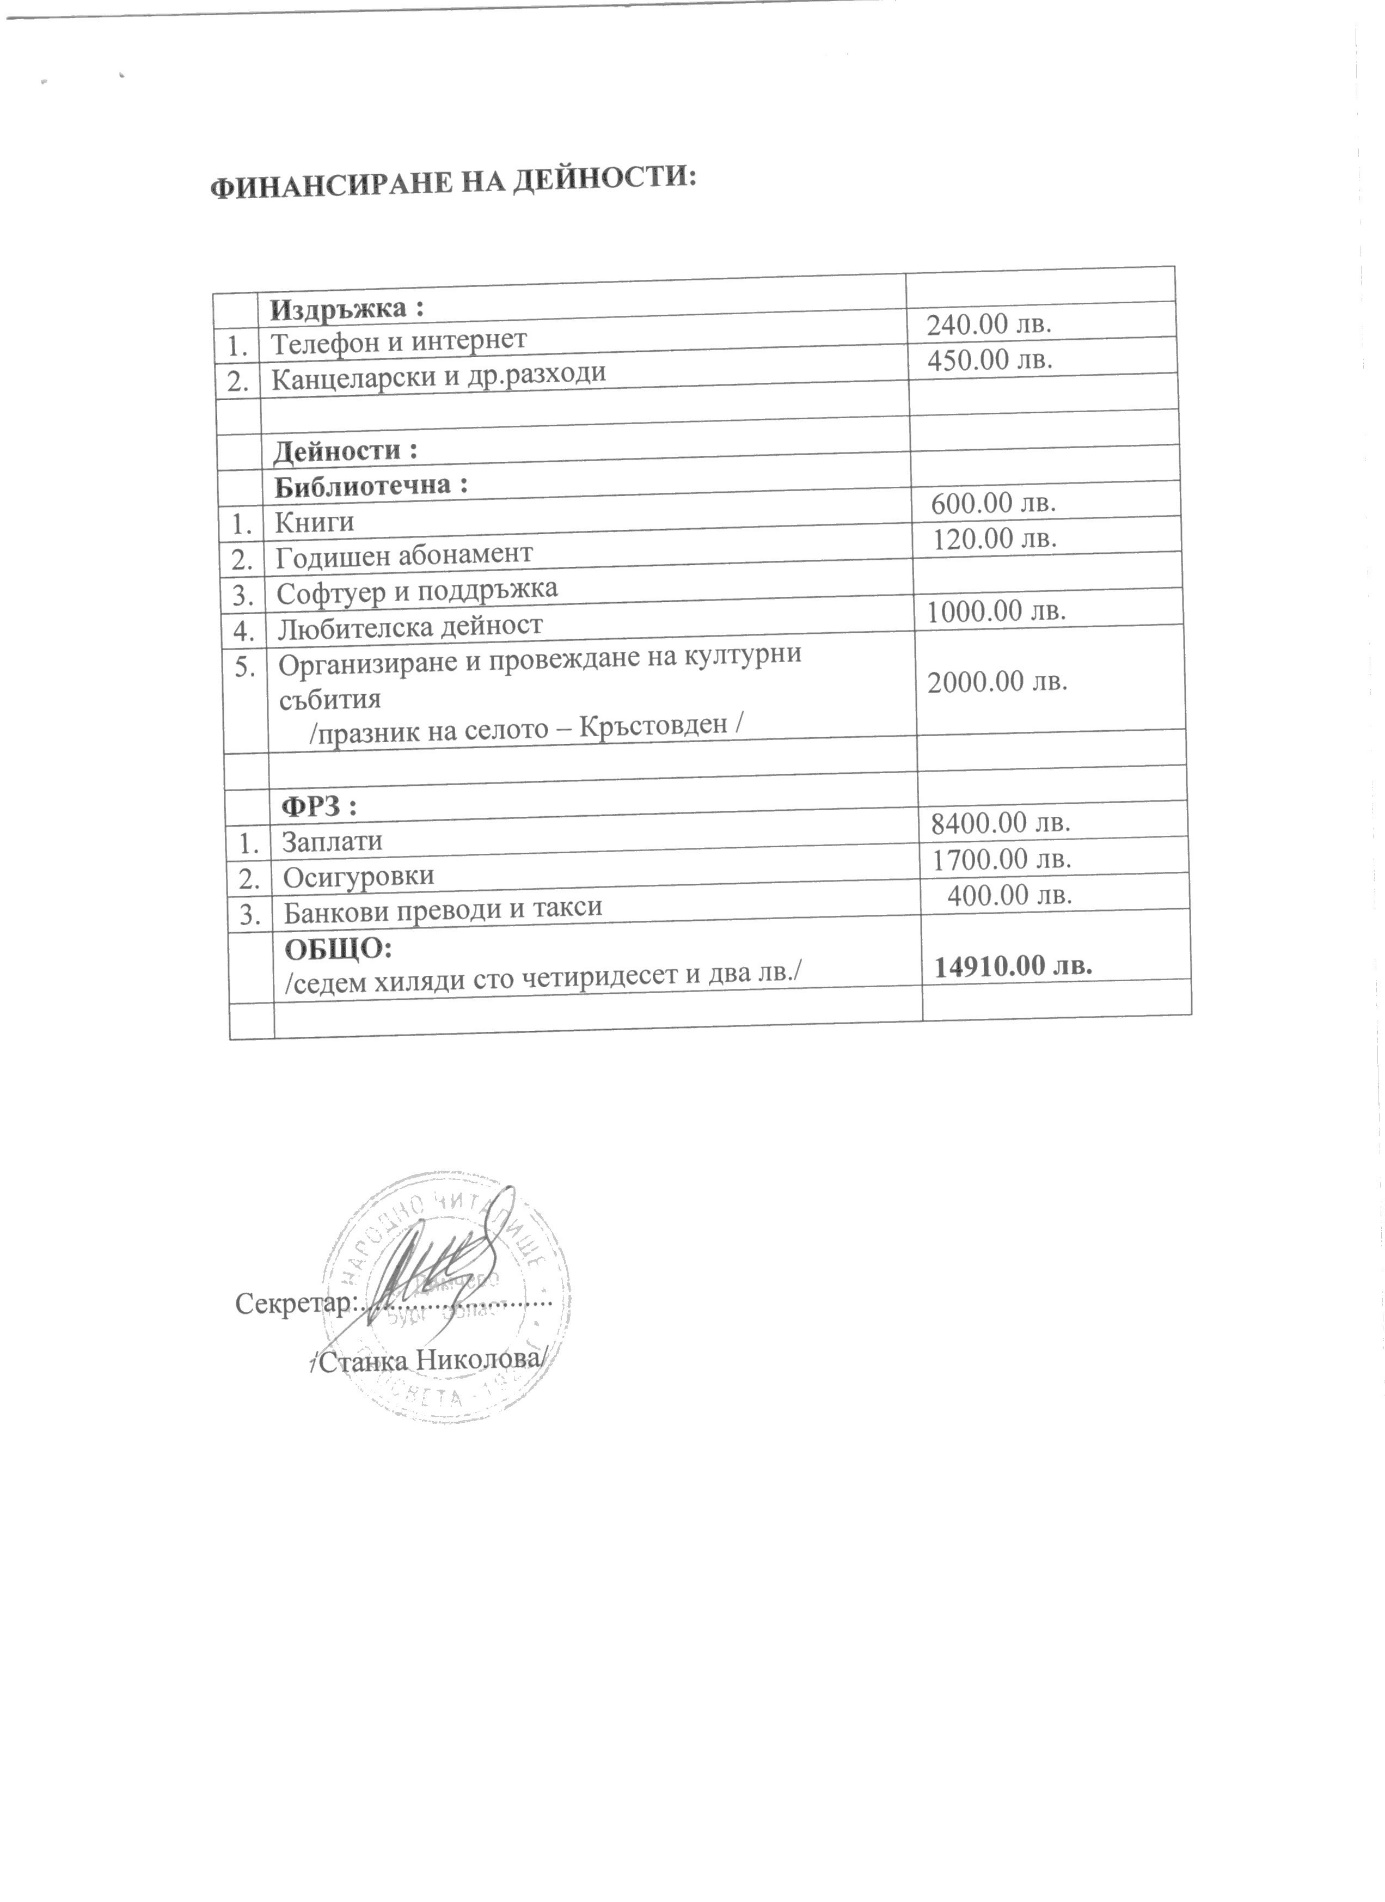 ФИНАНСИРАНЕ НА ДЕЙНОСТИ:
Издръжка :
1. Телефон и интернет 240.00 лв.
2. Канцеларски и др.разходи 450.00 лв.
Дейности :
Библиотечна :
1. Книги 600.00 лв.
2. Годишен абонамент 120.00 лв.
3. Софтуер и поддръжка
4. Любителска дейност 1000.00 лв.
5. Организиране и провеждане на културни
събития 2000.00 лв.
/празник на селото – Кръстовден /
ФРЗ :
1. Заплати 8400.00 лв.
2. Осигуровки 1700.00 лв.
3. Банкови преводи и такси 400.00 лв.
ОБЩО:
/седем хиляди сто четиридесет и два лв./ 14910.00 лв.
НАРОДНО ЧИТАЛИЩЕ
Димчево
Секретар:..........................
/Станка Николова/